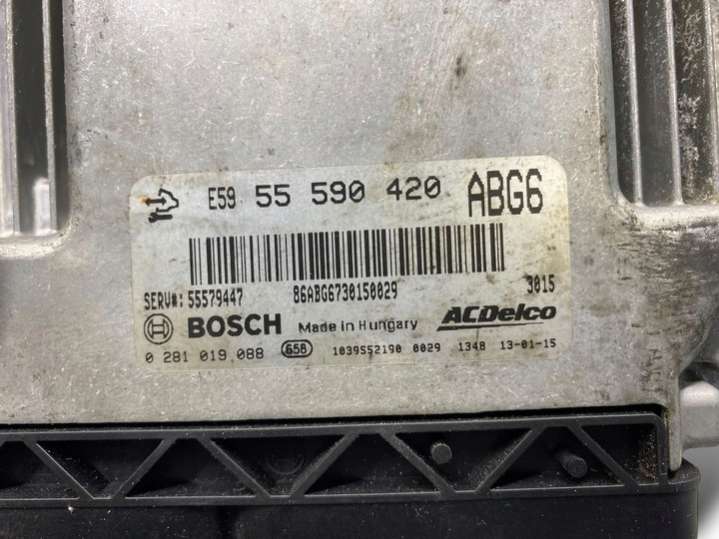 E59 55 590 420 ABG6
SERV#: 55579447 86ABG6730150029 3015
BOSCH Made in Hungary ACDelco
0 281 019 088 G58 1039S52190 0029 1348 13-01-15